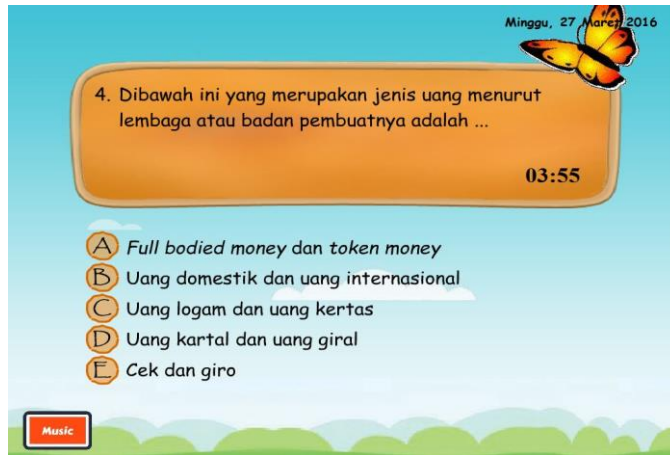 Minggu, 27 Maret 2016
4. Dibawah ini yang merupakan jenis uang menurut
lembaga atau badan pembuatnya adalah ...
03:55
A Full bodied money dan token money
B Uang domestik dan uang internasional
C Uang logam dan uang kertas
D Uang kartal dan uang giral
E Cek dan giro
Music